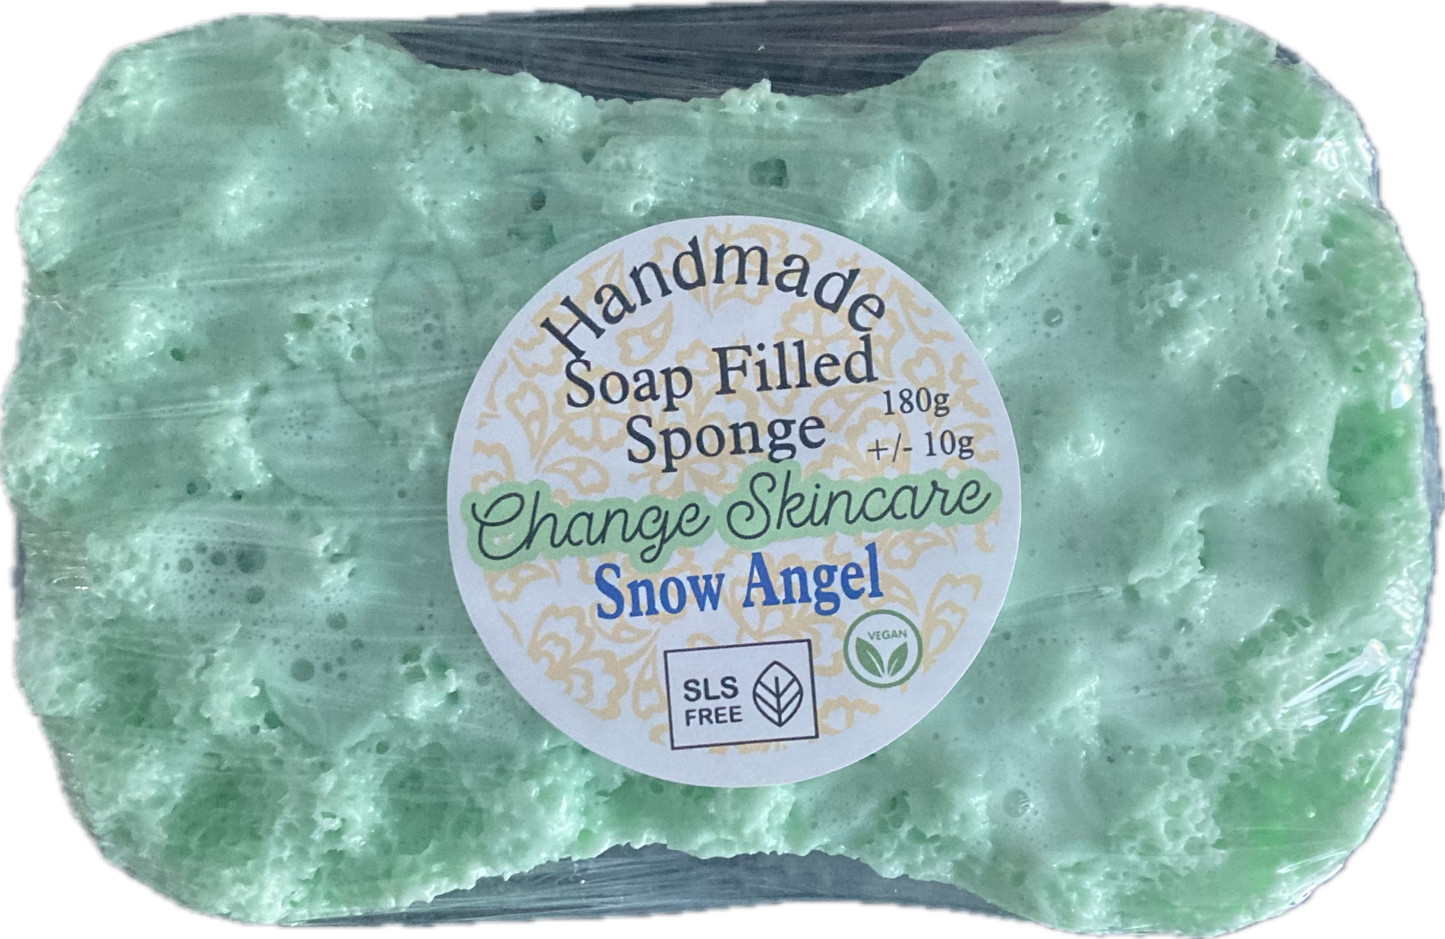 Handmade
Soap Filled
Sponge
180g
+/- 10g
Change Skincare
Snow Angel
VEGAN
SLS
FREE